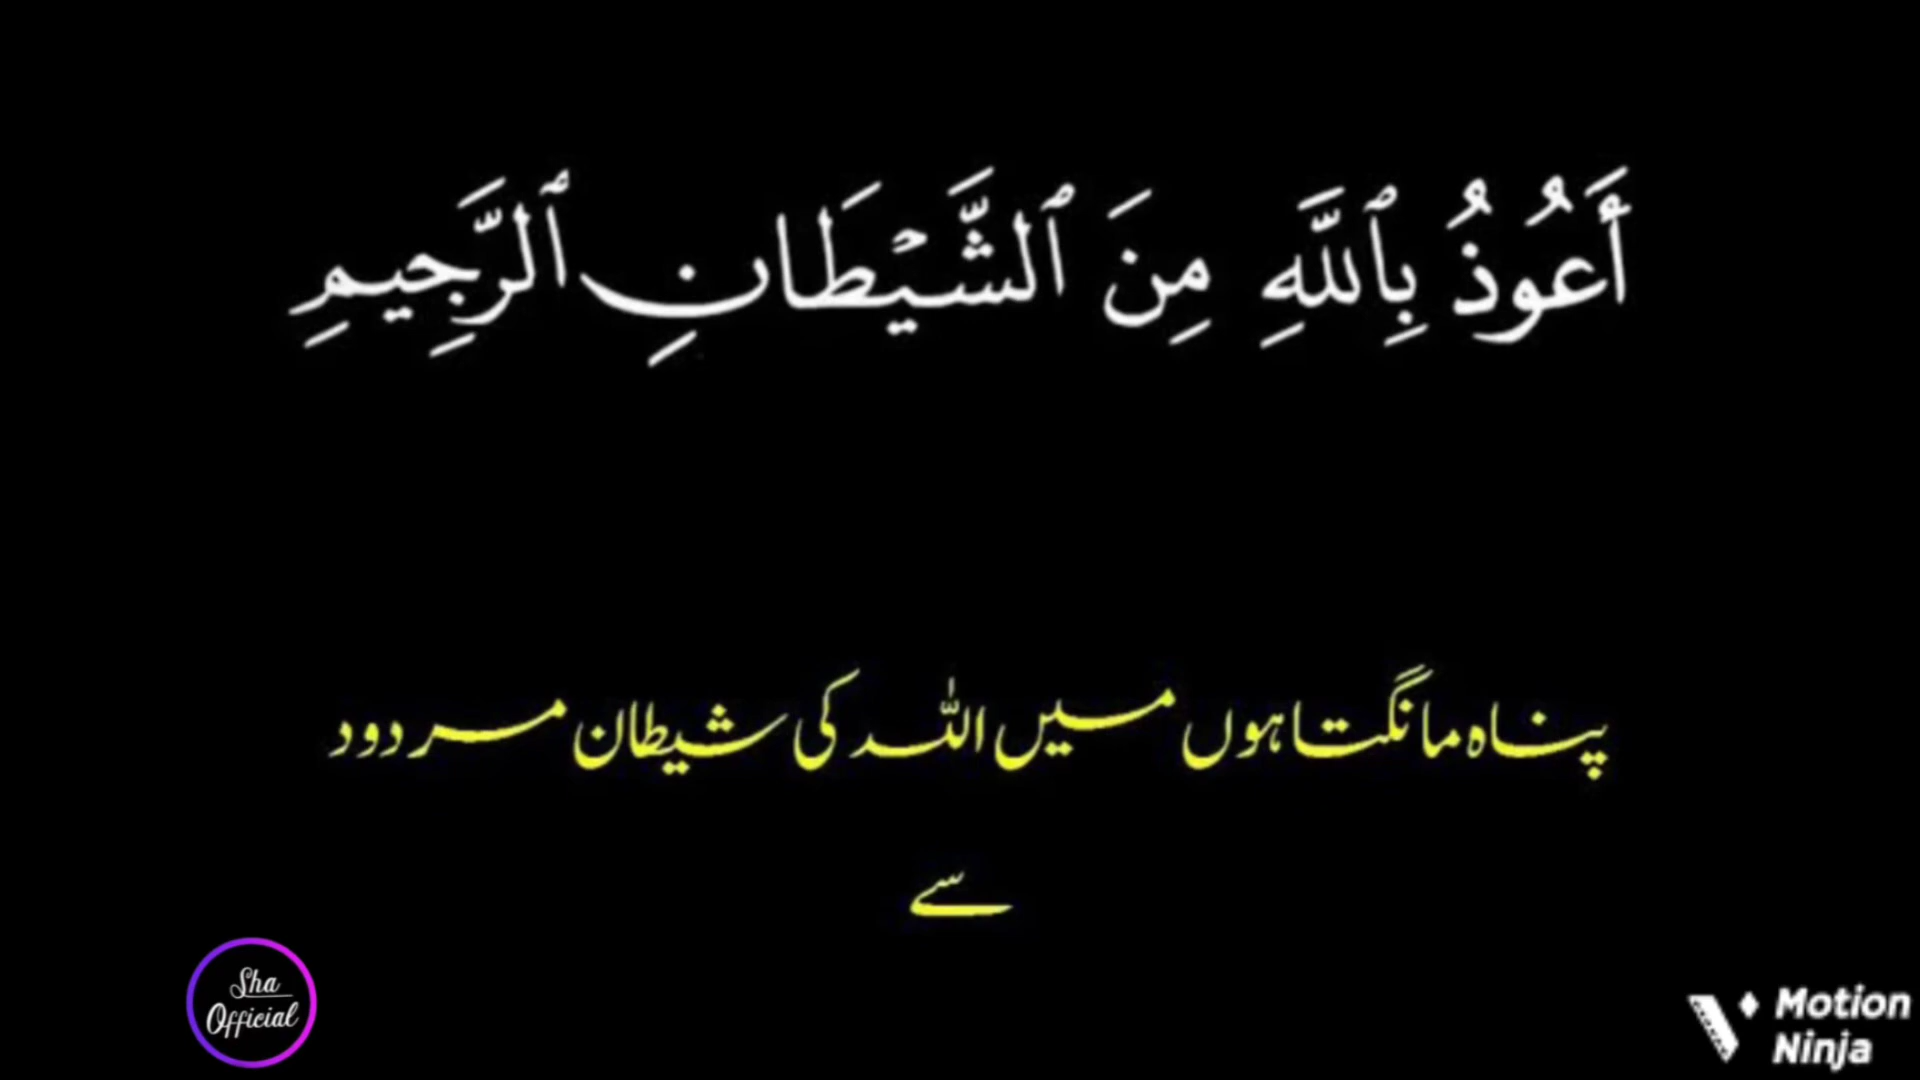 أَعُوذُ بِٱللَّهِ مِنَ ٱلشَّيۡطَانِ ٱلرَّجِيمِ
پناہ مانگتا ہوں میں اللہ کی شیطان مردود
سے
Sha
Official
Motion
Ninja